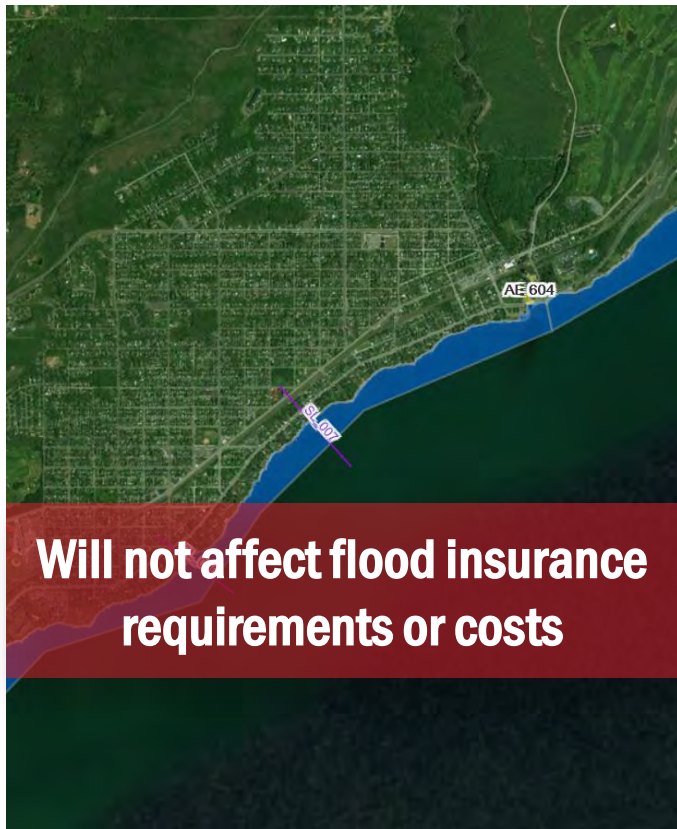 AE 604
SL_007
Will not affect flood insurance
requirements or costs